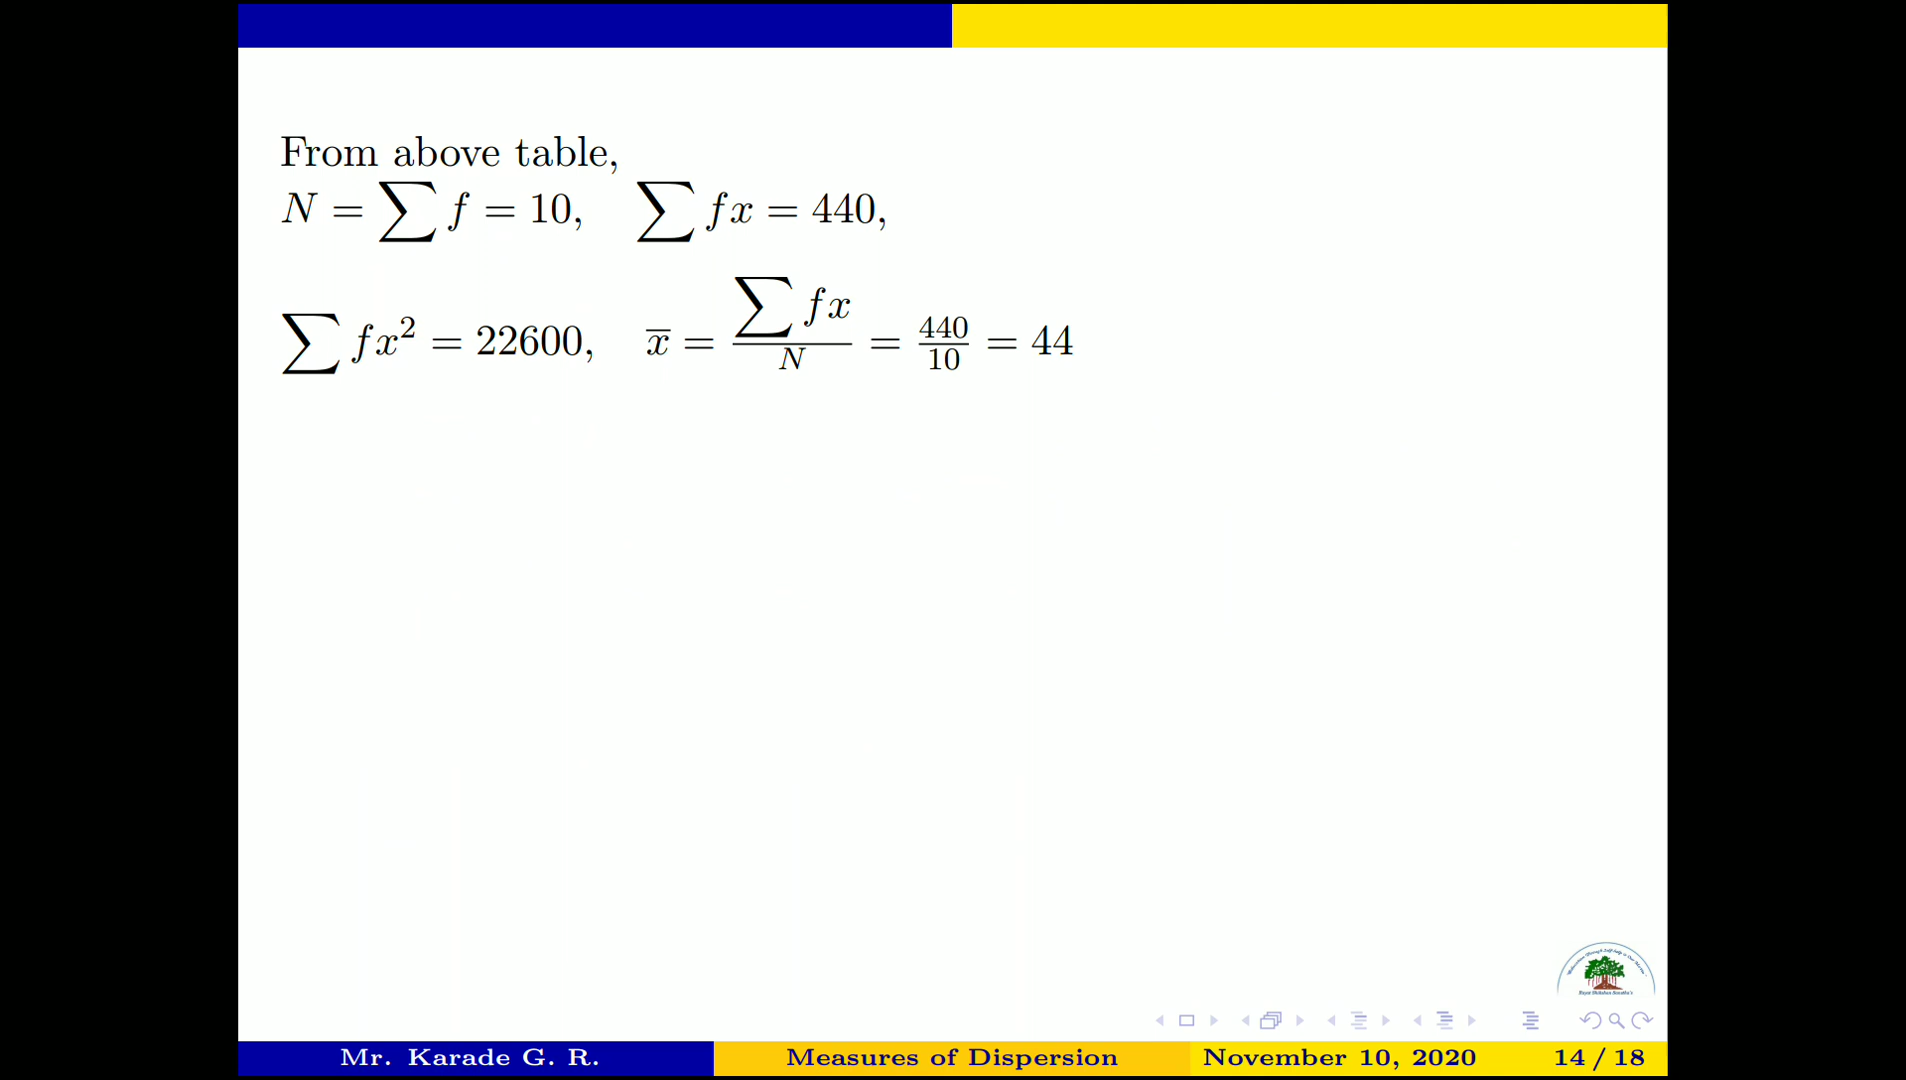 From above table,
N = ∑ f = 10, ∑ fx = 440,
∑ fx² = 22600, x̅ = ∑ fx / N = 440/10 = 44
Mr. Karade G. R. Measures of Dispersion November 10, 2020 14 / 18